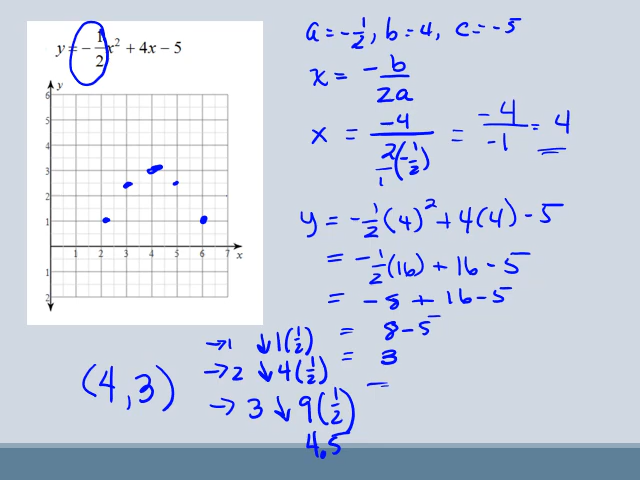 y = -1/2 x² + 4x - 5
y
6
5
4
3
2
1
1 2 3 4 5 6 7 x
1
2
a = -1/2, b = 4, c = -5
x = -b/2a
x = -4 / (2/1 (-1/2)) = -4/-1 = 4
y = -1/2 (4)² + 4(4) - 5
= -1/2 (16) + 16 - 5
= -8 + 16 - 5
= 8 - 5
= 3
(4, 3)
→ 1 ↓ 1(1/2)
→ 2 ↓ 4(1/2)
→ 3 ↓ 9(1/2)
4.5